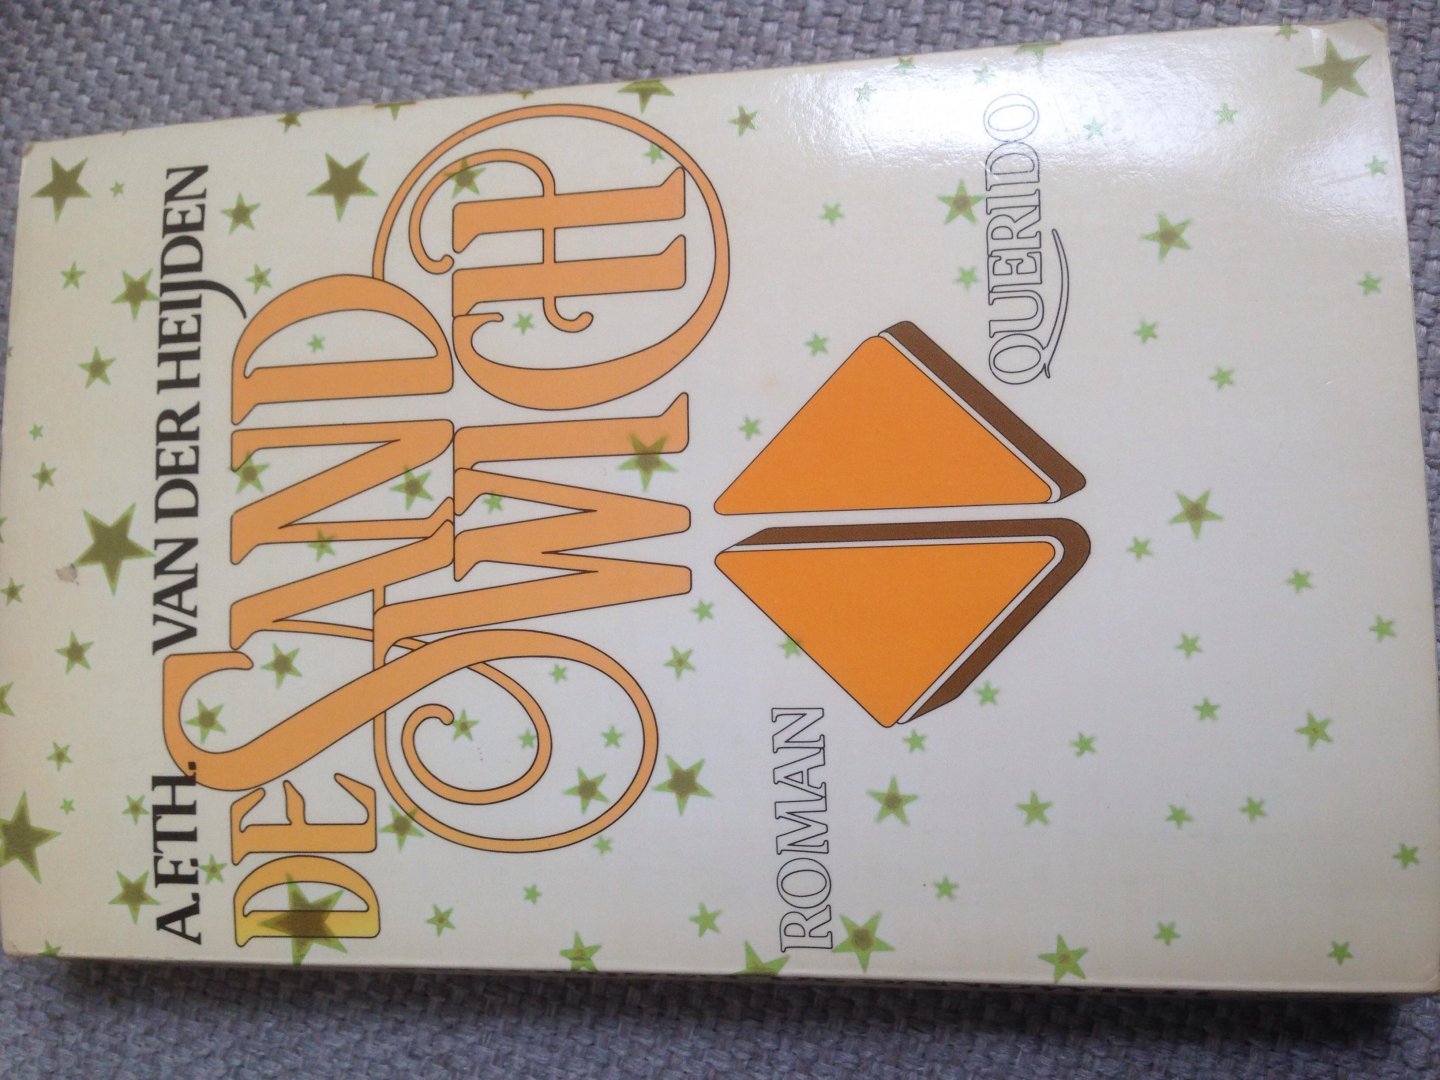 A.F.TH. VAN DER HEIJDEN
DE SANDWICH
ROMAN
QUERIDO